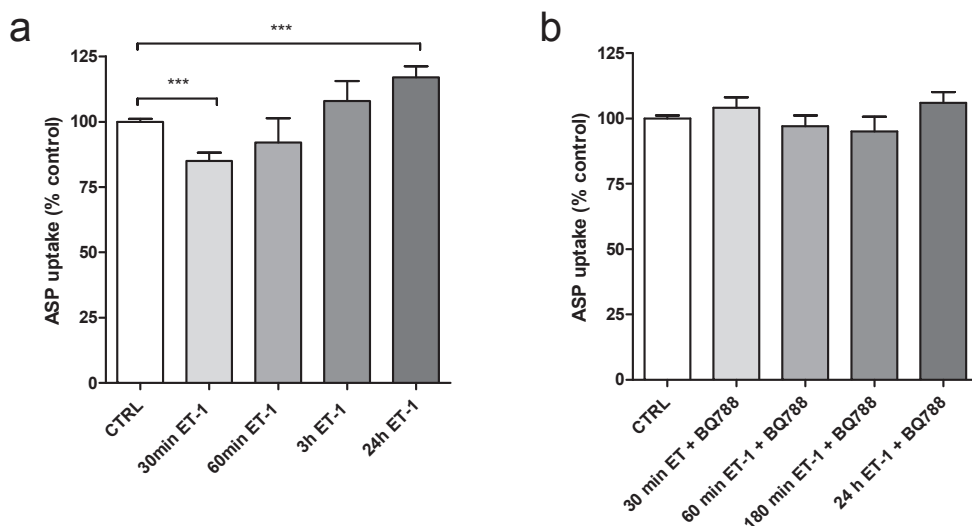 a
***
***
125
100
75
50
25
0
ASP uptake (% control)
CTRL
30min ET-1
60min ET-1
3h ET-1
24h ET-1
b
125
100
75
50
25
0
ASP uptake (% control)
CTRL
30 min ET + BQ788
60 min ET-1 + BQ788
180 min ET-1 + BQ788
24 h ET-1 + BQ788